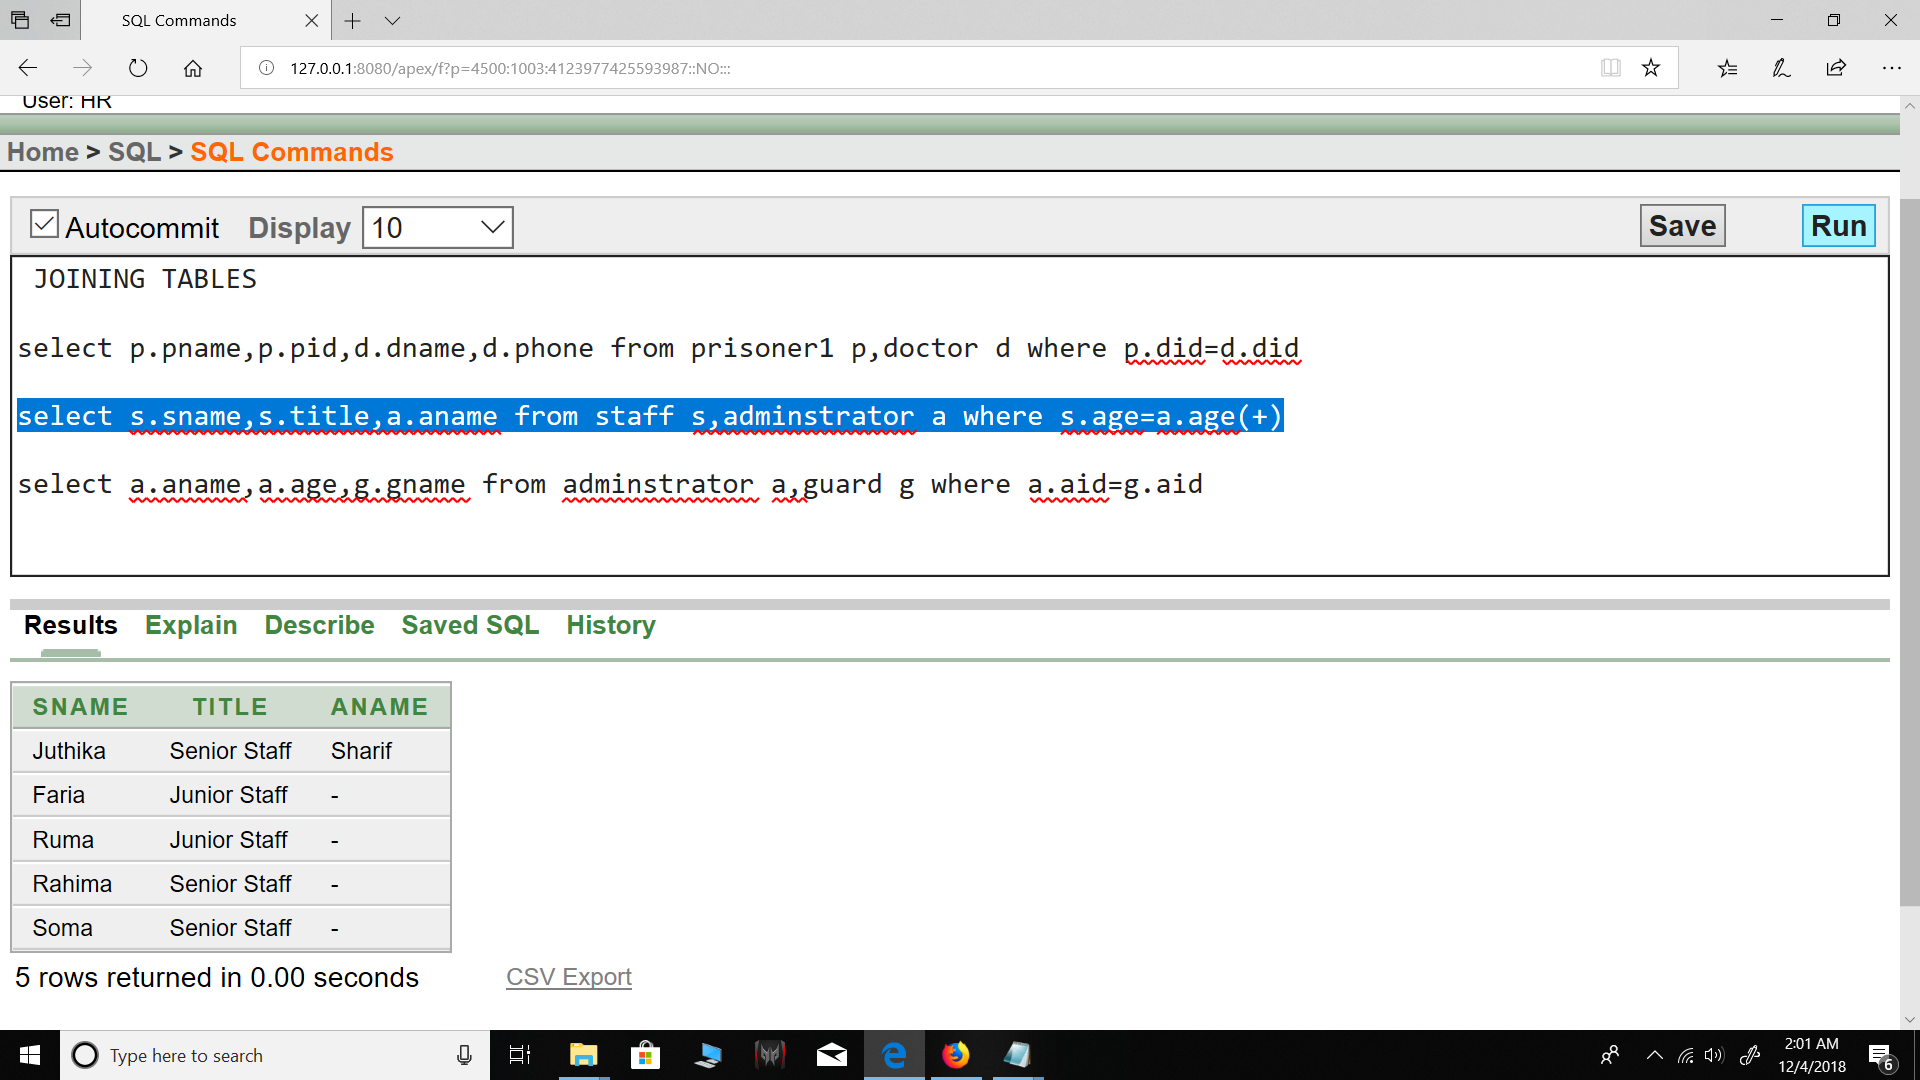 SQL Commands
127.0.0.1:8080/apex/f?p=4500:1003:4123977425593987::NO:::
User: HR
Home > SQL > SQL Commands
Autocommit Display 10 Save Run
JOINING TABLES
select p.pname,p.pid,d.dname,d.phone from prisoner1 p,doctor d where p.did=d.did
select s.sname,s.title,a.aname from staff s,adminstrator a where s.age=a.age(+)
select a.aname,a.age,g.gname from adminstrator a,guard g where a.aid=g.aid
Results Explain Describe Saved SQL History
SNAME TITLE ANAME
Juthika Senior Staff Sharif
Faria Junior Staff -
Ruma Junior Staff -
Rahima Senior Staff -
Soma Senior Staff -
5 rows returned in 0.00 seconds CSV Export
Type here to search
2:01 AM
12/4/2018
6